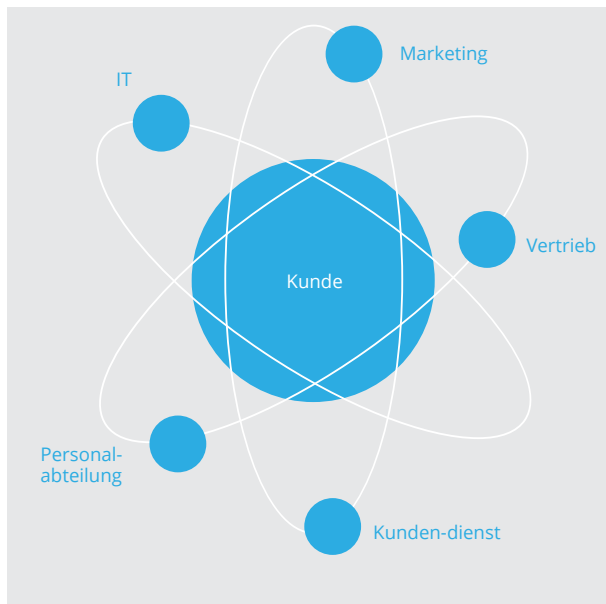 Marketing
IT
Vertrieb
Kunde
Personal-
abteilung
Kunden-dienst